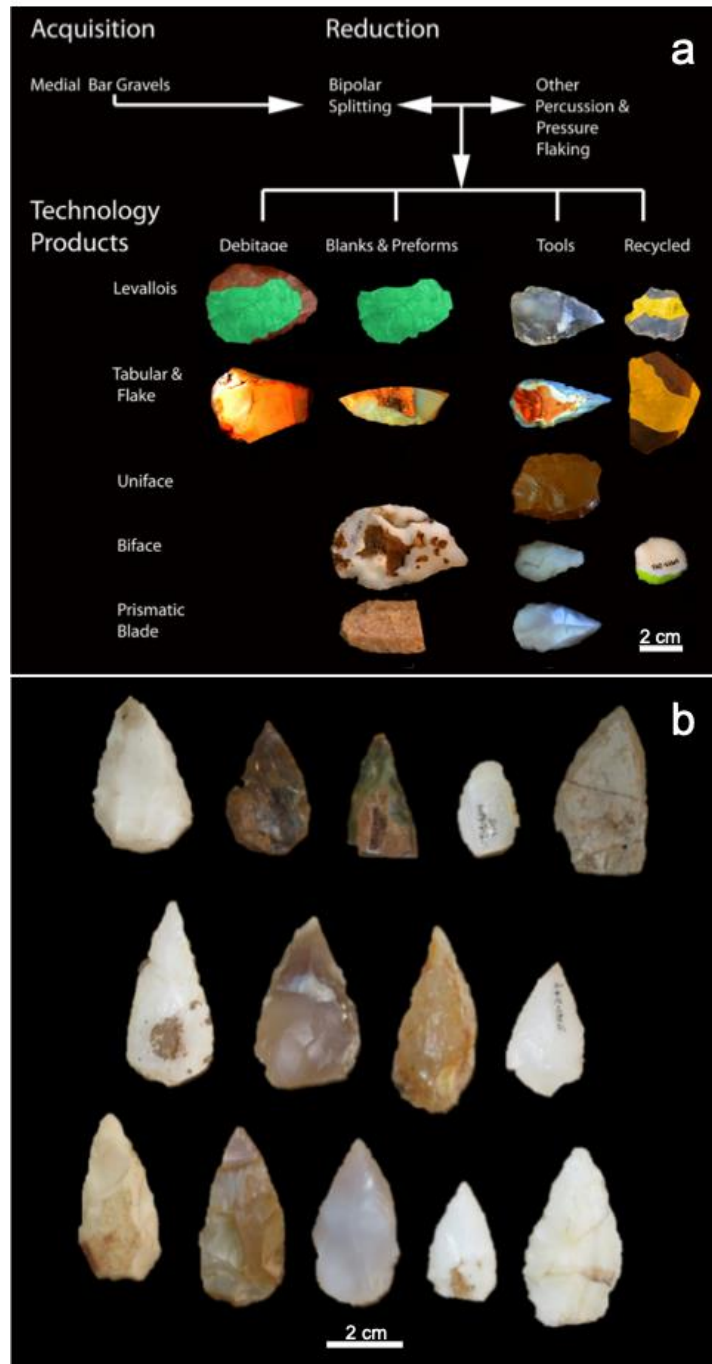 Acquisition
Reduction
a
Medial Bar Gravels
Bipolar
Splitting
Other
Percussion &
Pressure
Flaking
Technology
Products
Debitage
Blanks & Preforms
Tools
Recycled
Levallois
Tabular &
Flake
Uniface
Biface
Prismatic
Blade
2 cm
b
2 cm